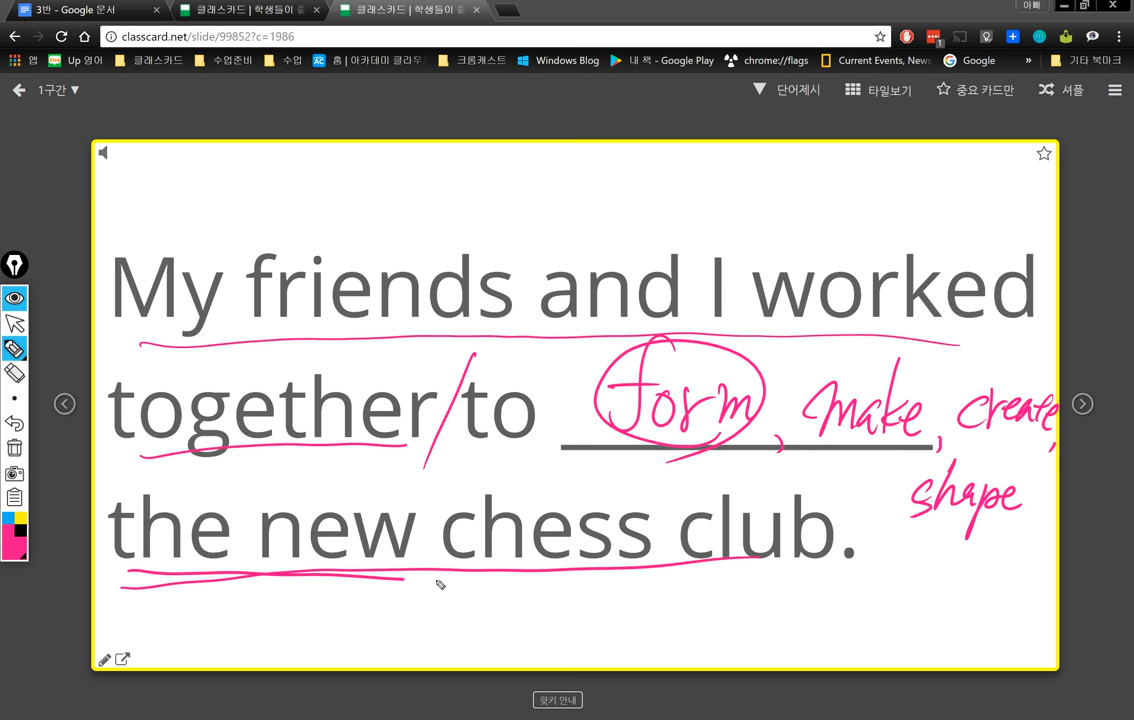 3반 - Google 문서
클래스카드 | 학생들이
클래스카드 | 학생들이
아빠
classcard.net/slide/99852?c=1986
앱 Up 영어 클래스카드 수업준비 수업 홈 | 아카데미 클라우 크롬캐스트 Windows Blog 내 책 - Google Play chrome://flags Current Events, News Google » 기타 북마크
1구간 ▼ ▼ 단어제시 타일보기 중요 카드만 셔플
My friends and I worked
together/to form, make, create,
shape
the new chess club.
핫키 안내